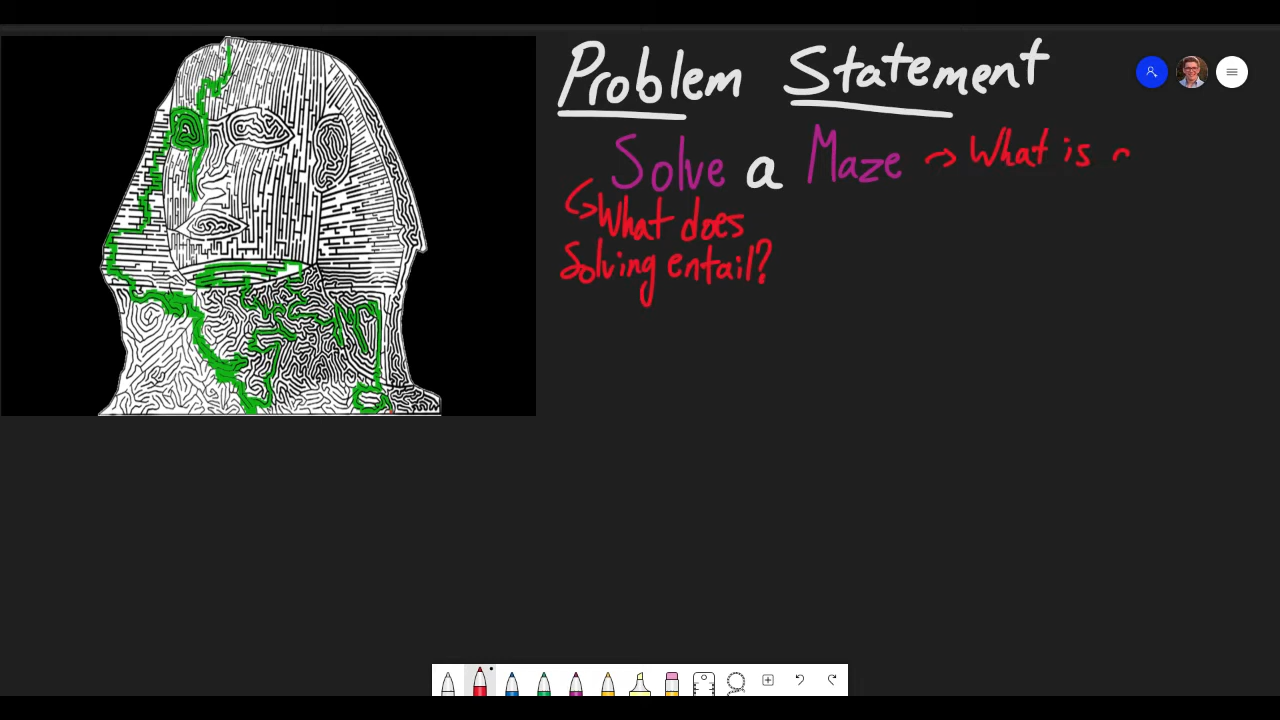 Problem Statement
Solve a Maze → What is
↳ What does
Solving entail?